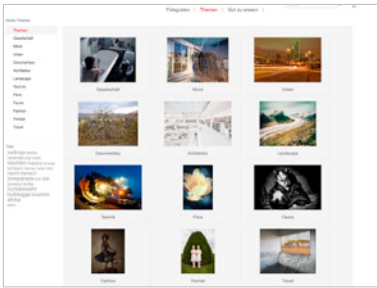 Fotografen Themen Gut zu wissen
Home / Themen
Themen
Gesellschaft
Mood
Urban
Documentary
Architektur
Landscape
Technik
Flora
Fauna
Fashion
Portrait
Travel
Tags
Gesellschaft Mood Urban
Documentary Architektur Landscape
Technik Flora Fauna
Fashion Portrait Travel